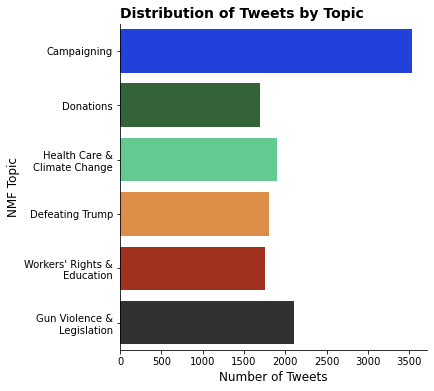 Distribution of Tweets by Topic
NMF Topic
Campaigning
Donations
Health Care &
Climate Change
Defeating Trump
Workers' Rights &
Education
Gun Violence &
Legislation
0 500 1000 1500 2000 2500 3000 3500
Number of Tweets